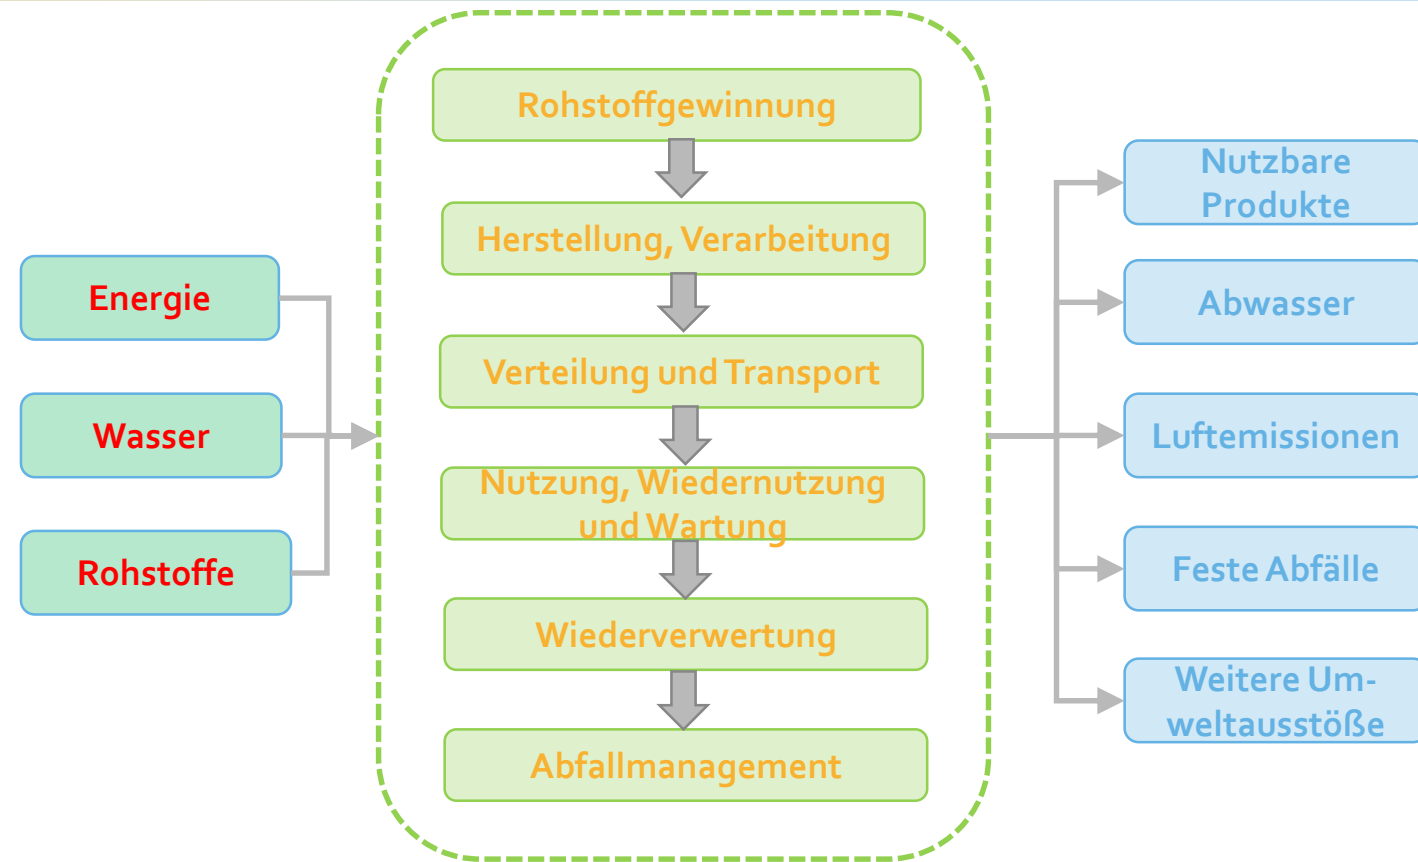 Energie
Wasser
Rohstoffe
Rohstoffgewinnung
Herstellung, Verarbeitung
Verteilung und Transport
Nutzung, Wiedernutzung
und Wartung
Wiederverwertung
Abfallmanagement
Nutzbare
Produkte
Abwasser
Luftemissionen
Feste Abfälle
Weitere Um-
weltausstöße